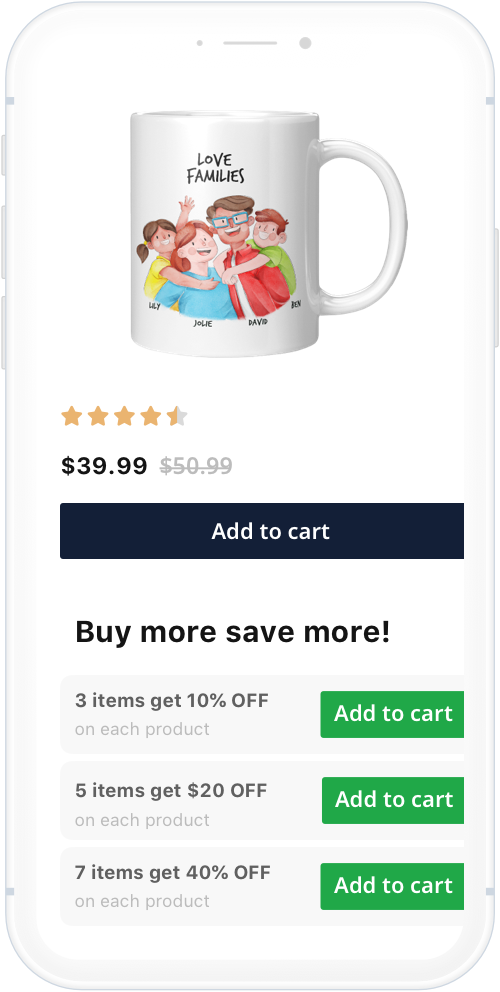 LOVE
FAMILIES
LILY
JOLIE
DAVID
BEN
$39.99 $50.99
Add to cart
Buy more save more!
3 items get 10% OFF
on each product
Add to cart
5 items get $20 OFF
on each product
Add to cart
7 items get 40% OFF
on each product
Add to cart